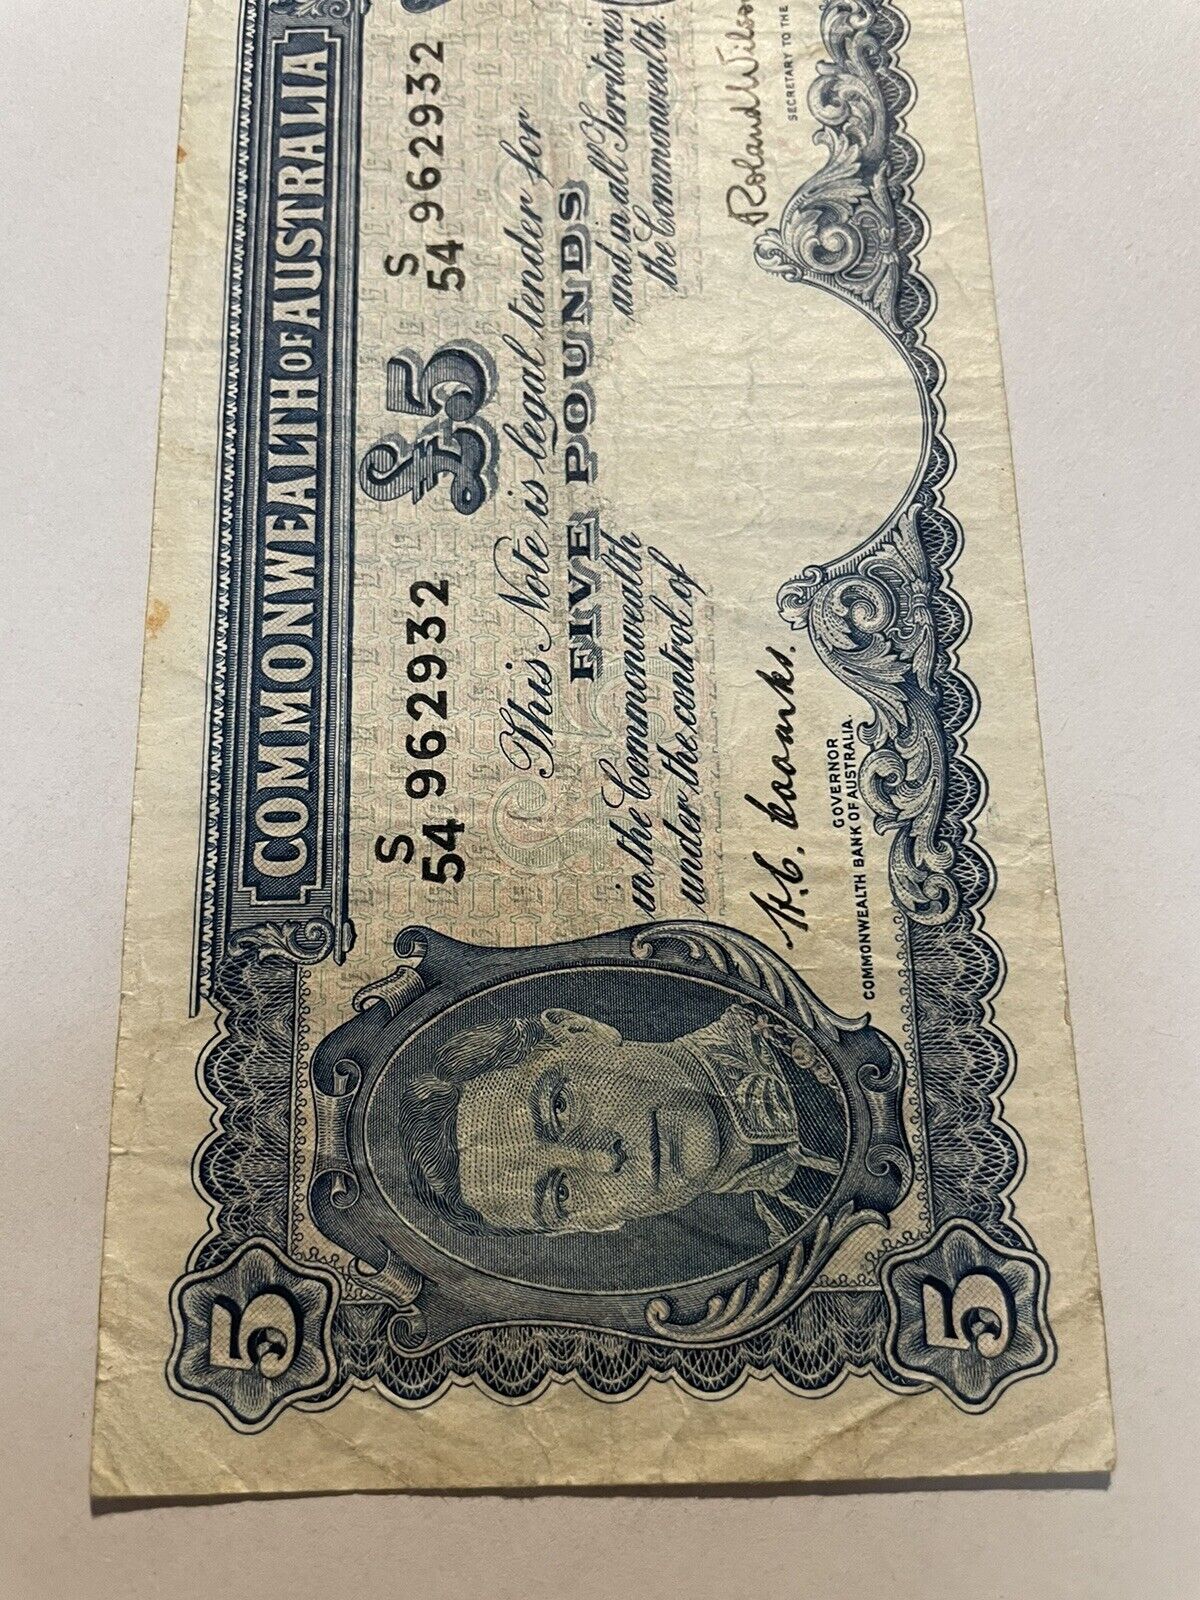 COMMONWEALTH OF AUSTRALIA
S
54 962932
£5
S
54 962932
This Note is legal tender for
FIVE POUNDS
in the Commonwealth
under the control of
and in all Territories
the Commonwealth.
H.C. Coombs.
GOVERNOR
COMMONWEALTH BANK OF AUSTRALIA.
Roland Wilson
SECRETARY TO THE
5
5